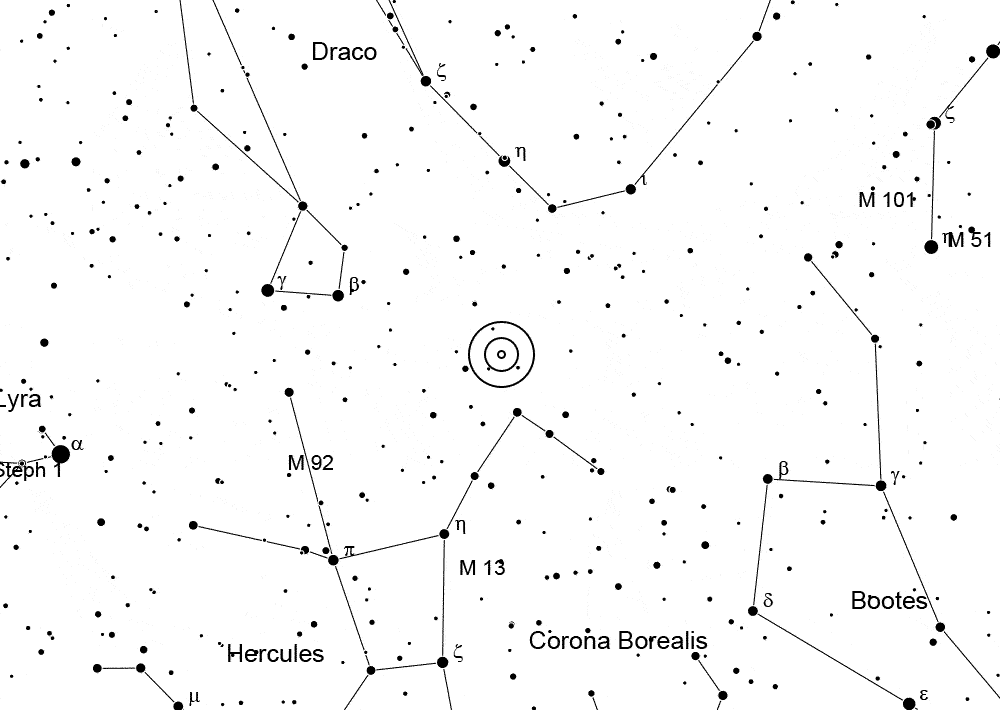 Draco
ζ
η
ι
ζ
M 101
η
M 51
γ
β
Lyra
α
Steph 1
M 92
β
γ
η
π
M 13
Bootes
δ
Corona Borealis
Hercules
ζ
μ
ε